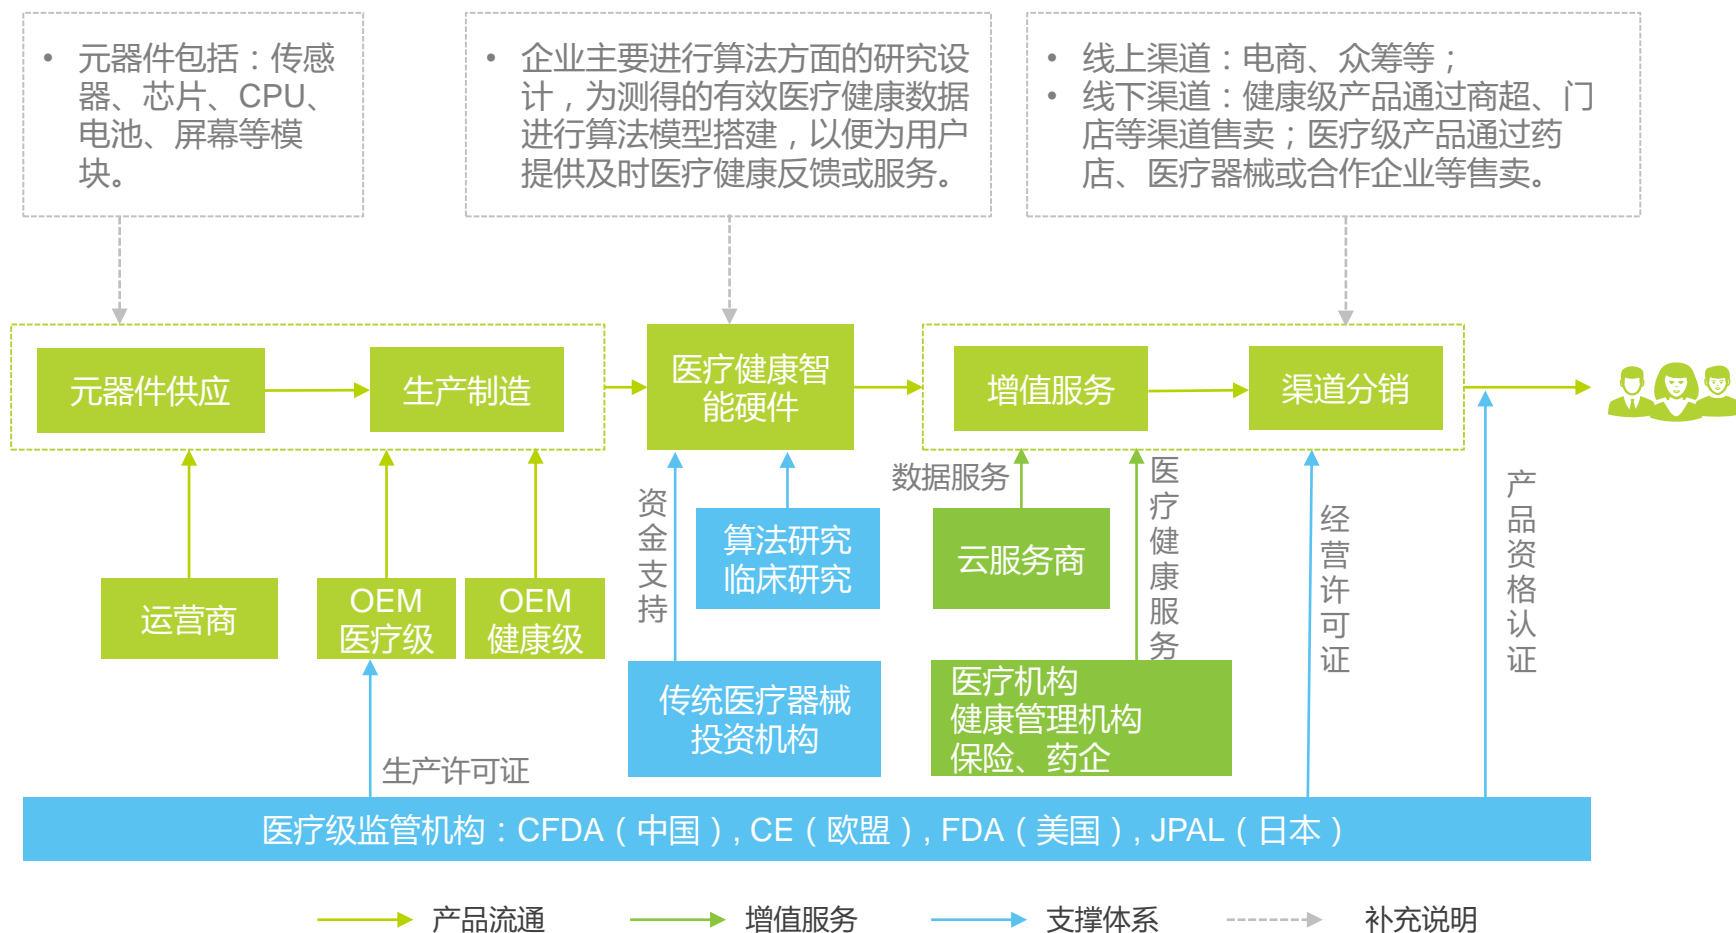 • 元器件包括：传感
器、芯片、CPU、
电池、屏幕等模
块。
• 企业主要进行算法方面的研究设
计，为测得的有效医疗健康数据
进行算法模型搭建，以便为用户
提供及时医疗健康反馈或服务。
• 线上渠道：电商、众筹等；
• 线下渠道：健康级产品通过商超、门
店等渠道售卖；医疗级产品通过药
店、医疗器械或合作企业等售卖。
元器件供应
生产制造
医疗健康智
能硬件
增值服务
渠道分销
资金支持
算法研究
临床研究
数据服务
云服务商
医疗健康服务
经营许可证
产品资格认证
运营商
OEM
医疗级
OEM
健康级
传统医疗器械
投资机构
医疗机构
健康管理机构
保险、药企
生产许可证
医疗级监管机构：CFDA（中国）, CE（欧盟）, FDA（美国）, JPAL（日本）
产品流通
增值服务
支撑体系
补充说明